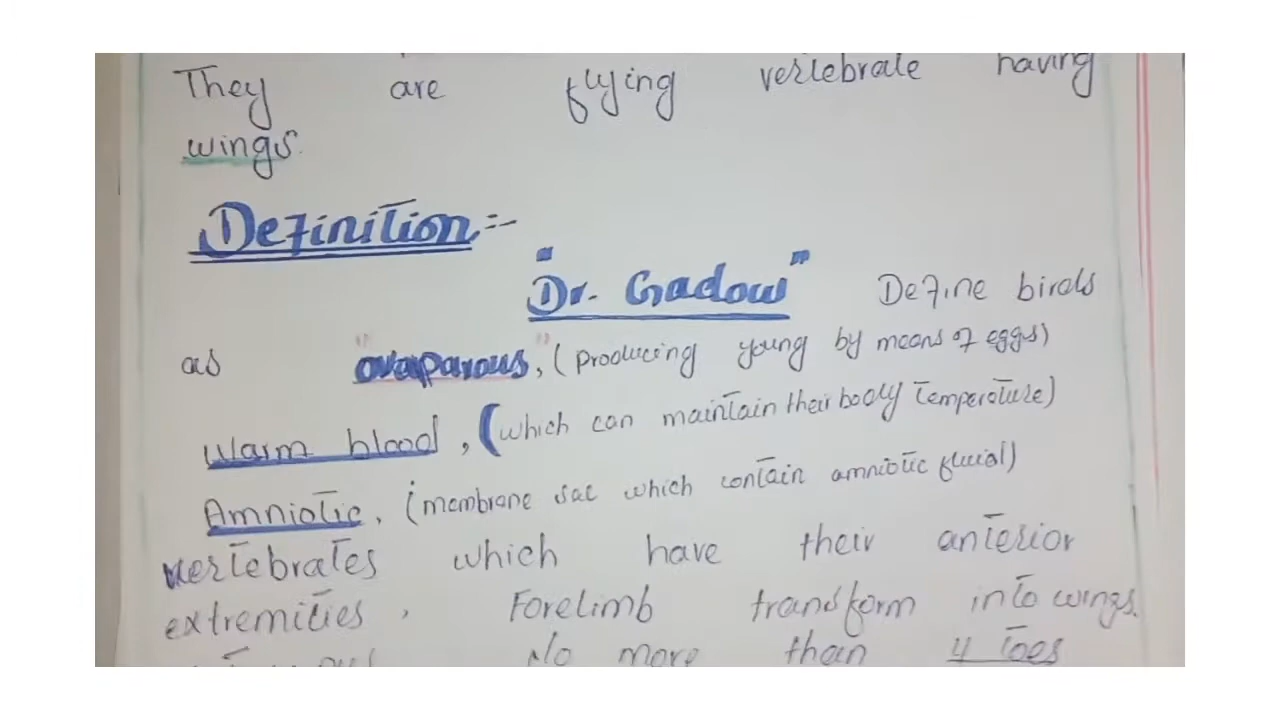 They are flying vertebrate having
wings.
Definition:-
"Dr. Gadow" Define birds
as "ovaparous", (producing young by means of eggs)
Warm blood, (which can maintain their body temperature)
Amniotic, (membrane sac which contain amniotic fluid)
vertebrates which have their anterior
extremities, Forelimb transform into wings.
No more than 4 toes